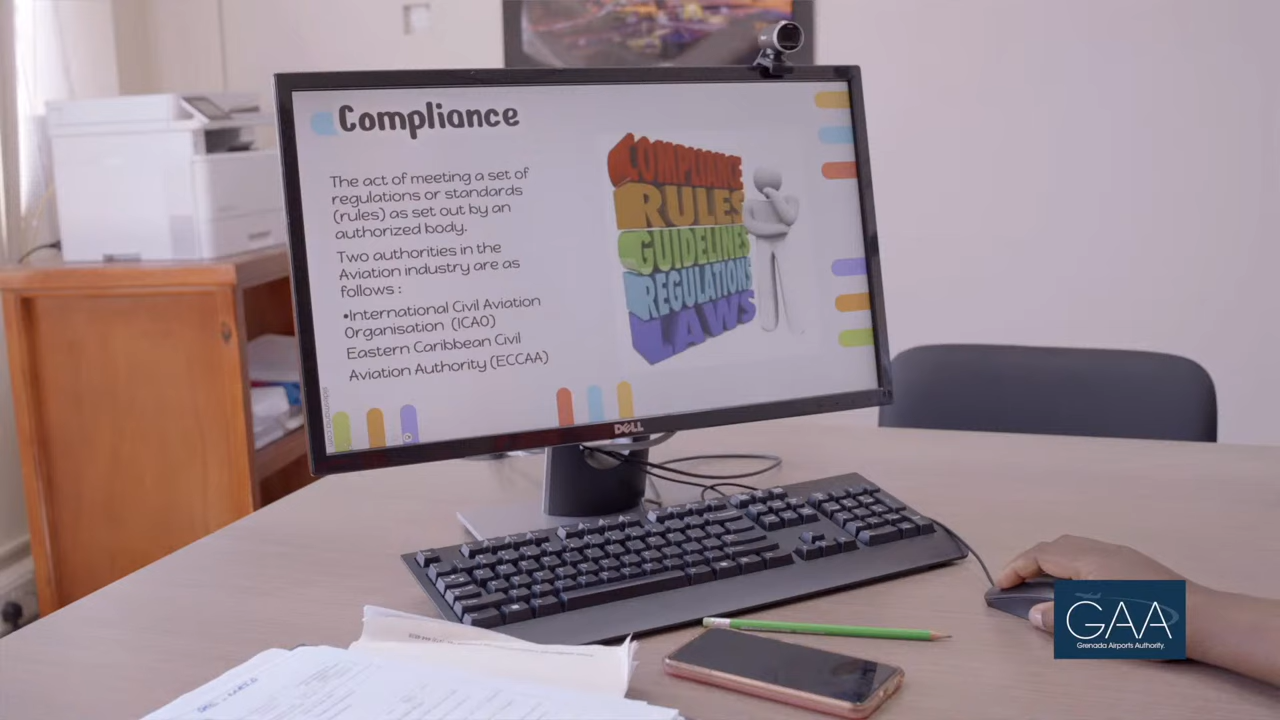 Compliance
The act of meeting a set of
regulations or standards
(rules) as set out by an
authorized body.
Two authorities in the
Aviation industry are as
follows :
•International Civil Aviation
Organisation (ICAO)
Eastern Caribbean Civil
Aviation Authority (ECCAA)
COMPLIANCE
RULES
GUIDELINES
REGULATIONS
LAWS
DELL
GAA
Grenada Airports Authority.